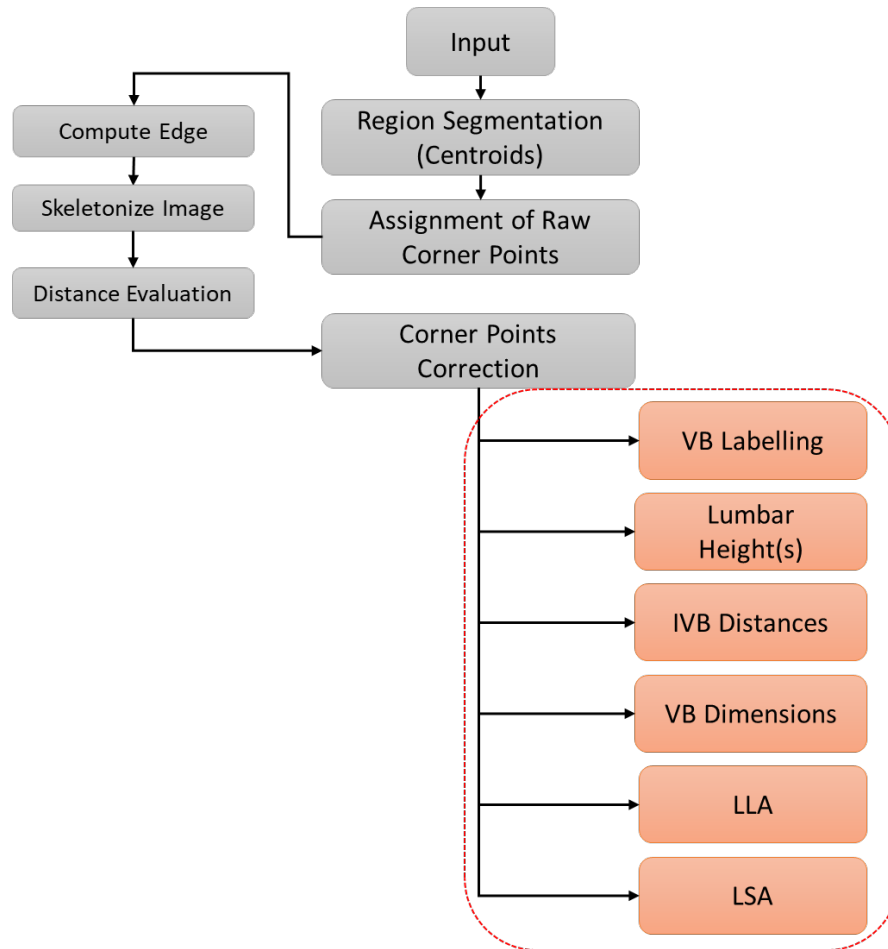 Input
Region Segmentation
(Centroids)
Assignment of Raw
Corner Points
Compute Edge
Skeletonize Image
Distance Evaluation
Corner Points
Correction
VB Labelling
Lumbar
Height(s)
IVB Distances
VB Dimensions
LLA
LSA